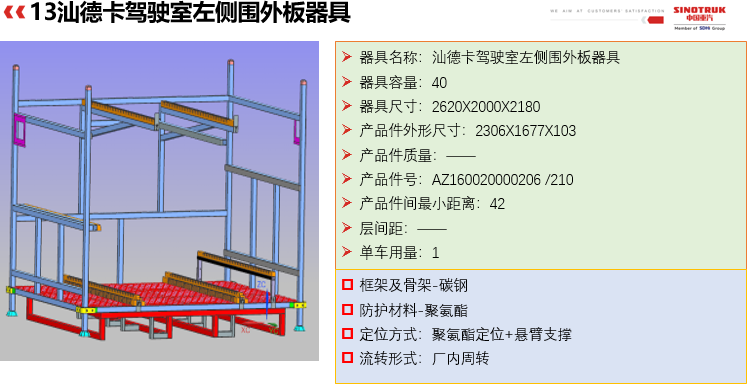 13汕德卡驾驶室左侧围外板器具
WE AIM AT CUSTOMERS SATISFACTION
SINOTRUK
中国重汽
Member of SDHI Group
器具名称：汕德卡驾驶室左侧围外板器具
器具容量：40
器具尺寸：2620X2000X2180
产品件外形尺寸：2306X1677X103
产品件质量：——
产品件号：AZ160020000206 /210
产品件间最小距离：42
层间距：——
单车用量：1
框架及骨架-碳钢
防护材料-聚氨酯
定位方式：聚氨酯定位+悬臂支撑
流转形式：厂内周转
ZC
XC